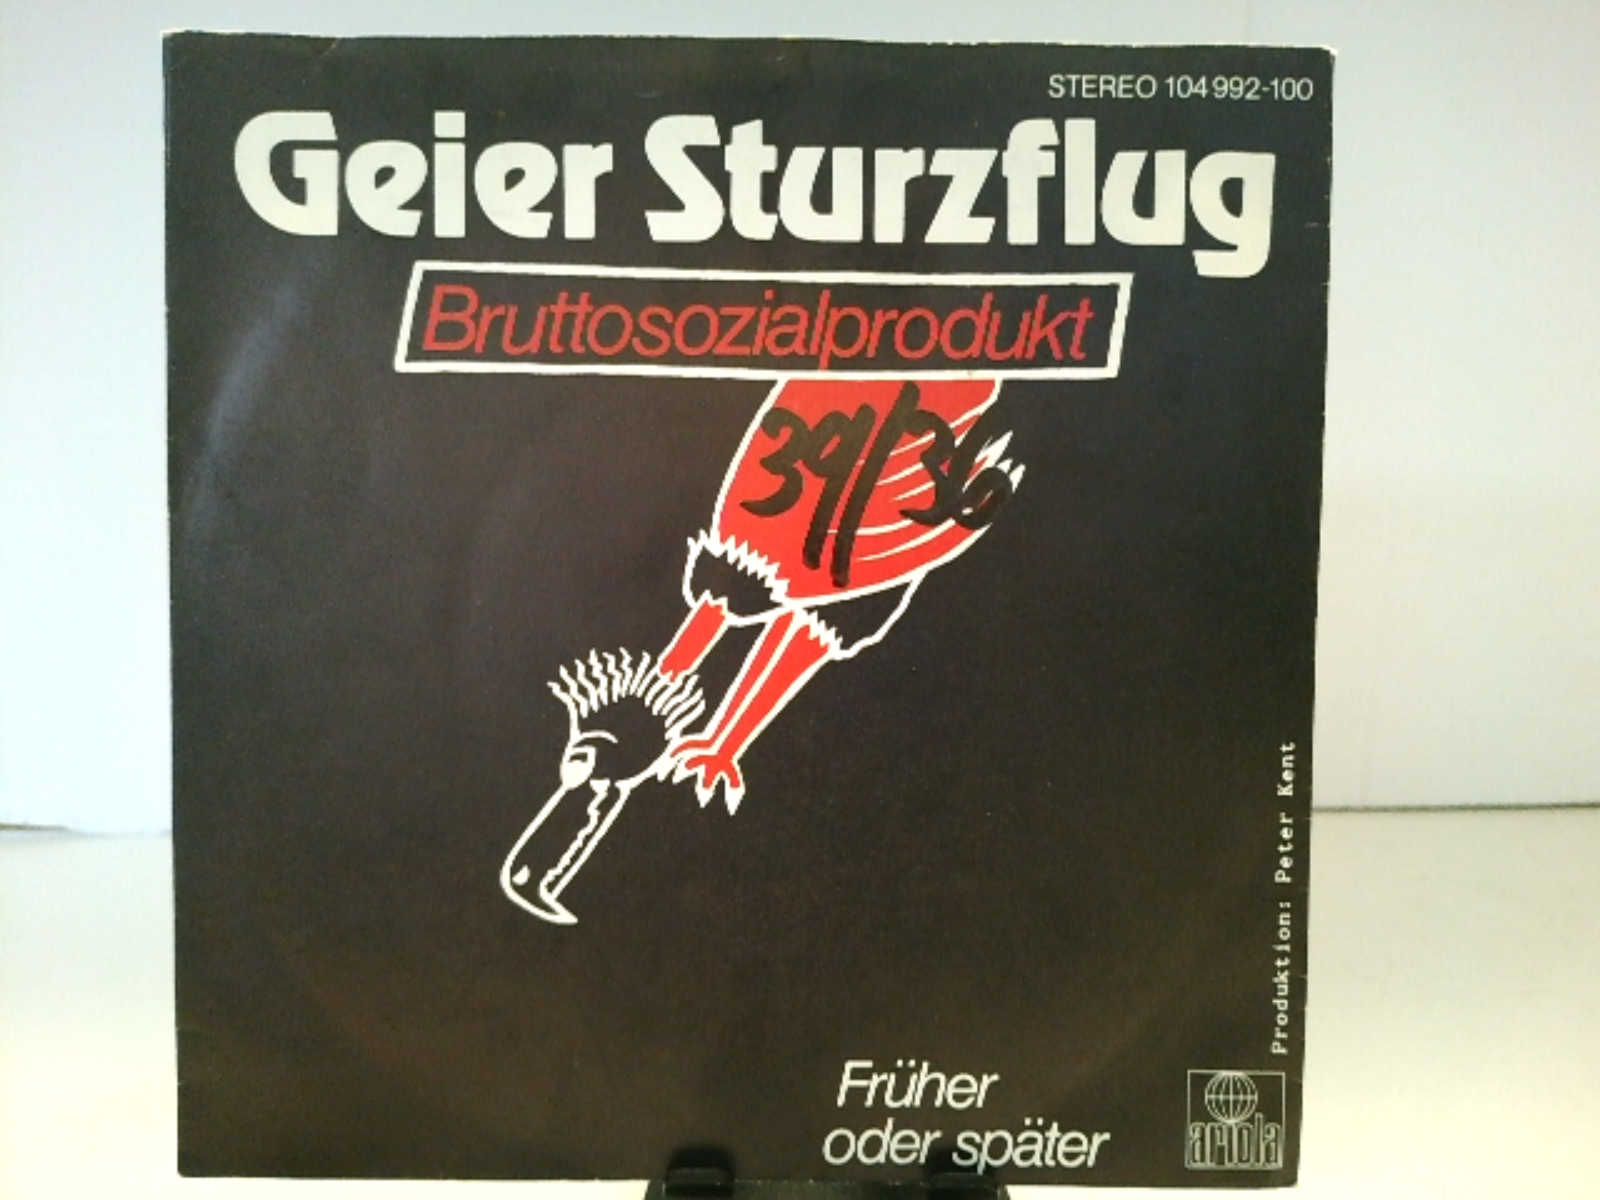 STEREO 104 992-100
Geier Sturzflug
Bruttosozialprodukt
39/36
Produktion: Peter Kent
Früher
oder später
ariola